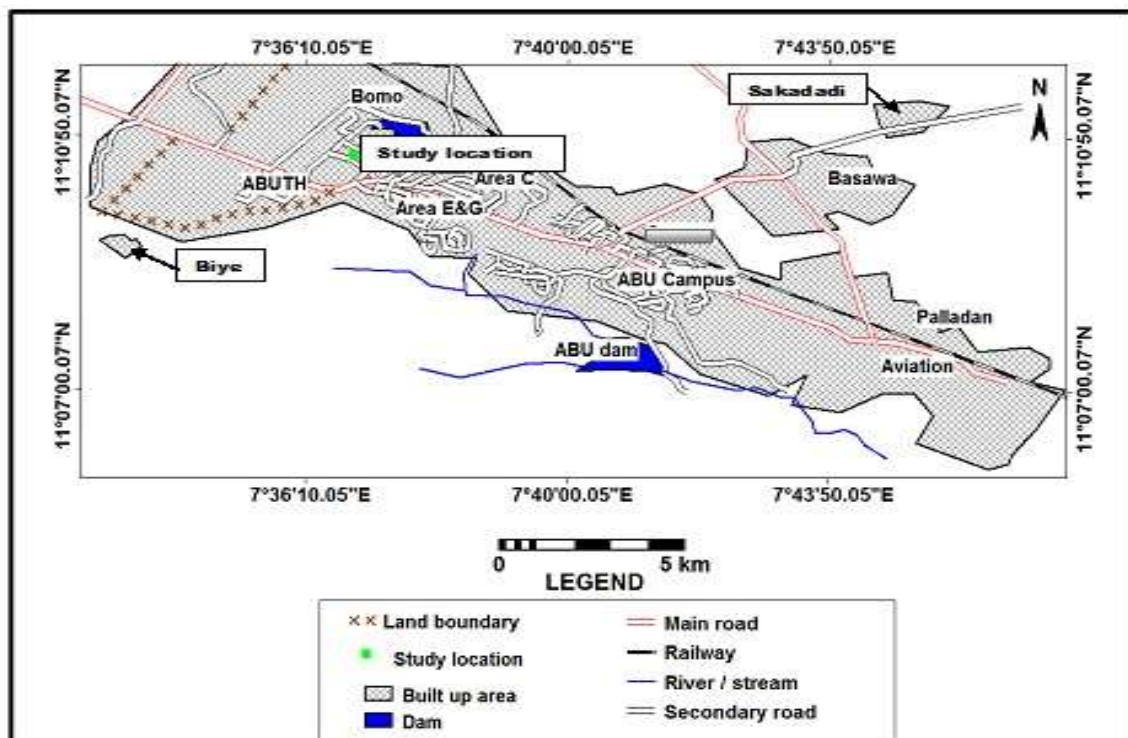 7°36'10.05"E 7°40'00.05"E 7°43'50.05"E
Sakadadi
N
Bomo
11°10'50.07"N
11°10'50.07"N
Study location
ABUTH
Area C
Basawa
Area E&G
Biye
ABU Campus
Palladan
ABU dam
Aviation
11°07'00.07"N
11°07'00.07"N
7°36'10.05"E 7°40'00.05"E 7°43'50.05"E
0 5 km
LEGEND
×× Land boundary
Study location
Built up area
Dam
Main road
Railway
River / stream
Secondary road